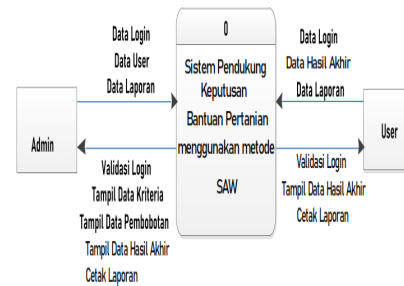 0
Data Login
Data User
Data Laporan
Sistem Pendukung
Keputusan
Bantuan Pertanian
menggunakan metode
SAW
Data Login
Data Hasil Akhir
Data Laporan
Admin
User
Validasi Login
Tampil Data Kriteria
Tampil Data Pembobotan
Tampil Data Hasil Akhir
Cetak Laporan
Validasi Login
Tampil Data Hasil Akhir
Cetak Laporan